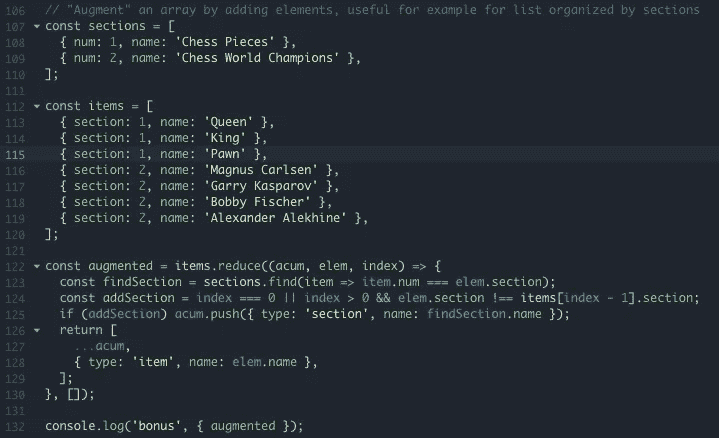 106 // "Augment" an array by adding elements, useful for example for list organized by sections
107 const sections = [
108   { num: 1, name: 'Chess Pieces' },
109   { num: 2, name: 'Chess World Champions' },
110 ];
111
112 const items = [
113   { section: 1, name: 'Queen' },
114   { section: 1, name: 'King' },
115   { section: 1, name: 'Pawn' },
116   { section: 2, name: 'Magnus Carlsen' },
117   { section: 2, name: 'Garry Kasparov' },
118   { section: 2, name: 'Bobby Fischer' },
119   { section: 2, name: 'Alexander Alekhine' },
120 ];
121
122 const augmented = items.reduce((acum, elem, index) => {
123   const findSection = sections.find(item => item.num === elem.section);
124   const addSection = index === 0 || index > 0 && elem.section !== items[index - 1].section;
125   if (addSection) acum.push({ type: 'section', name: findSection.name });
126   return [
127     ...acum,
128     { type: 'item', name: elem.name },
129   ];
130 }, []);
131
132 console.log('bonus', { augmented });